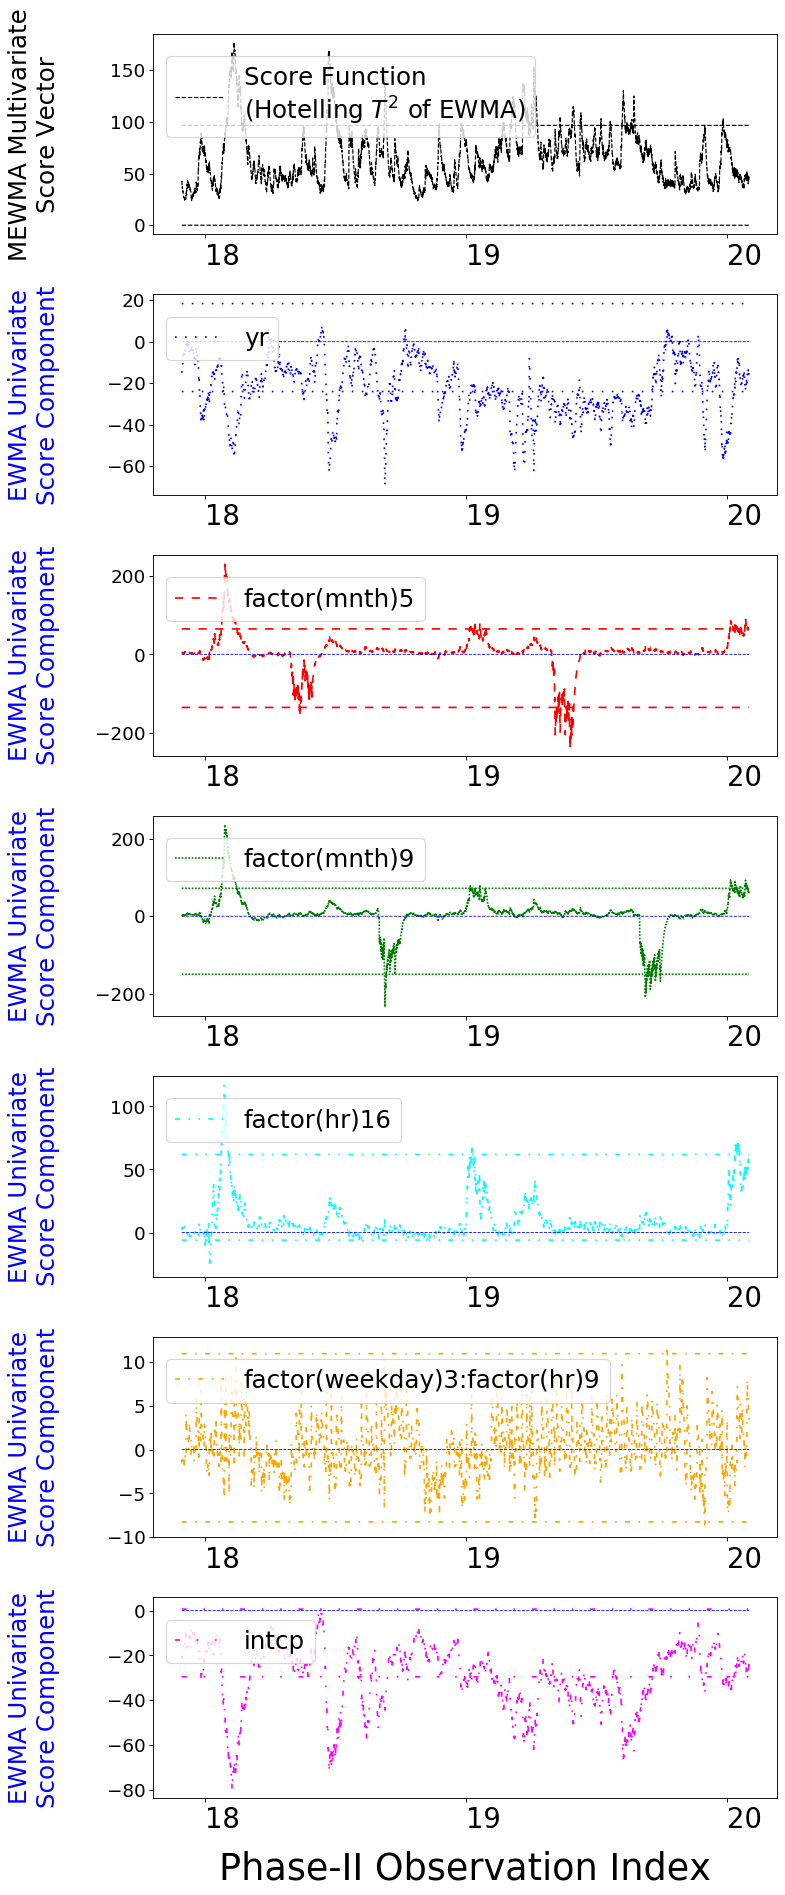 MEWMA Multivariate
Score Vector
150
100
50
0
Score Function
(Hotelling T² of EWMA)
18
19
20
EWMA Univariate
Score Component
20
0
−20
−40
−60
yr
18
19
20
EWMA Univariate
Score Component
200
0
−200
factor(mnth)5
18
19
20
EWMA Univariate
Score Component
200
0
−200
factor(mnth)9
18
19
20
EWMA Univariate
Score Component
100
50
0
factor(hr)16
18
19
20
EWMA Univariate
Score Component
10
5
0
−5
−10
factor(weekday)3:factor(hr)9
18
19
20
EWMA Univariate
Score Component
0
−20
−40
−60
−80
intcp
18
19
20
Phase-II Observation Index